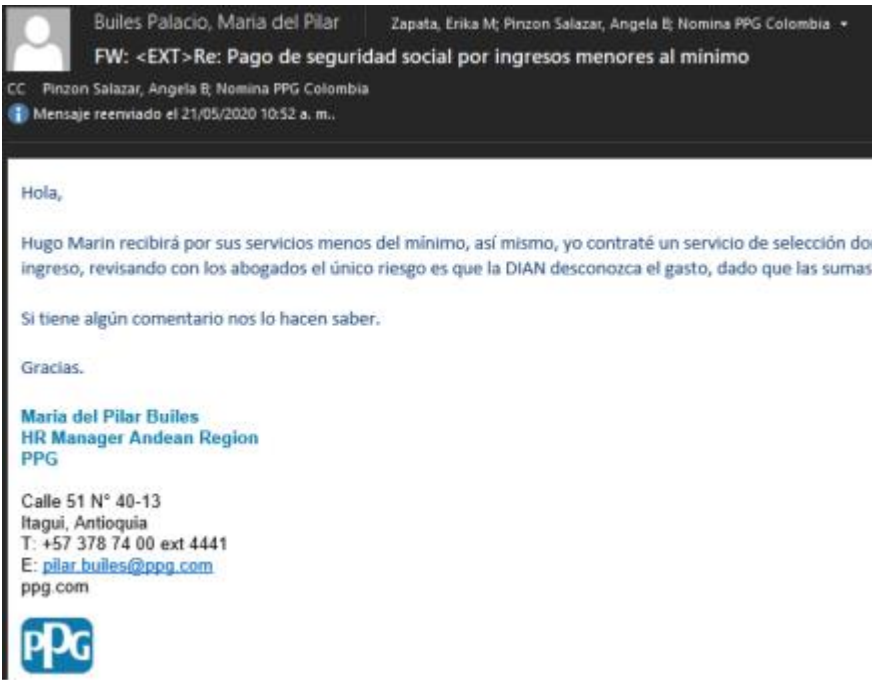 Builes Palacio, Maria del Pilar Zapata, Erika M; Pinzon Salazar, Angela B; Nomina PPG Colombia
FW: <EXT>Re: Pago de seguridad social por ingresos menores al minimo
CC Pinzon Salazar, Angela B; Nomina PPG Colombia
Mensaje reenviado el 21/05/2020 10:52 a. m..
Hola,
Hugo Marin recibirá por sus servicios menos del mínimo, así mismo, yo contraté un servicio de selección do
ingreso, revisando con los abogados el único riesgo es que la DIAN desconozca el gasto, dado que las sumas
Si tiene algún comentario nos lo hacen saber.
Gracias.
Maria del Pilar Builes
HR Manager Andean Region
PPG
Calle 51 N° 40-13
Itagui, Antioquia
T: +57 378 74 00 ext 4441
E: pilar.builes@ppg.com
ppg.com
PPG